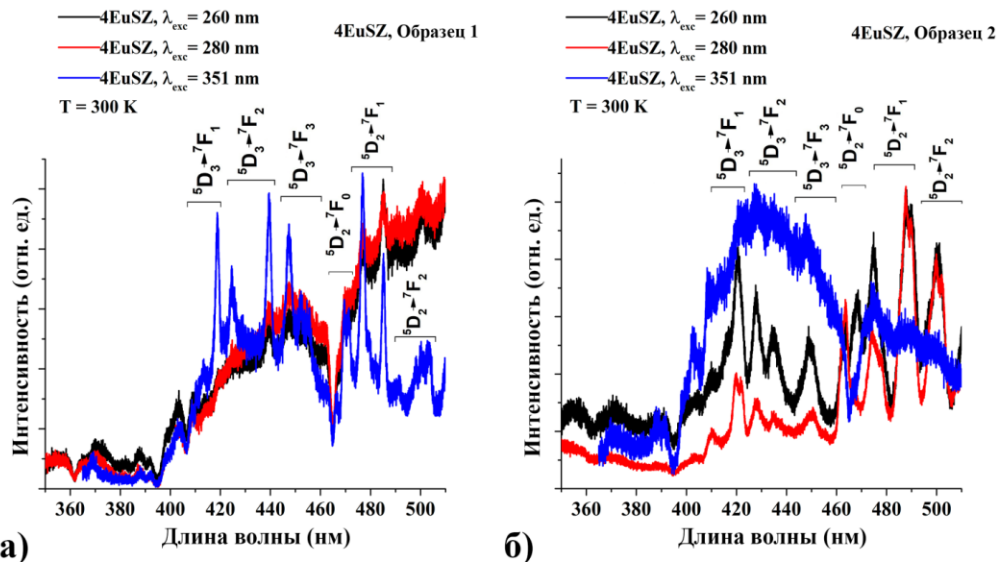 4EuSZ, λexc= 260 nm
4EuSZ, λexc= 280 nm
4EuSZ, λexc= 351 nm
T = 300 K
4EuSZ, Образец 1
⁵D₃➔⁷F₁
⁵D₃➔⁷F₂
⁵D₃➔⁷F₃
⁵D₂➔⁷F₀
⁵D₂➔⁷F₁
⁵D₂➔⁷F₂
Интенсивность (отн. ед.)
360 380 400 420 440 460 480 500
Длина волны (нм)
а)
4EuSZ, λexc= 260 nm
4EuSZ, λexc= 280 nm
4EuSZ, λexc= 351 nm
T = 300 K
4EuSZ, Образец 2
⁵D₃➔⁷F₁
⁵D₃➔⁷F₂
⁵D₃➔⁷F₃
⁵D₂➔⁷F₀
⁵D₂➔⁷F₁
⁵D₂➔⁷F₂
Интенсивность (отн. ед.)
360 380 400 420 440 460 480 500
Длина волны (нм)
б)